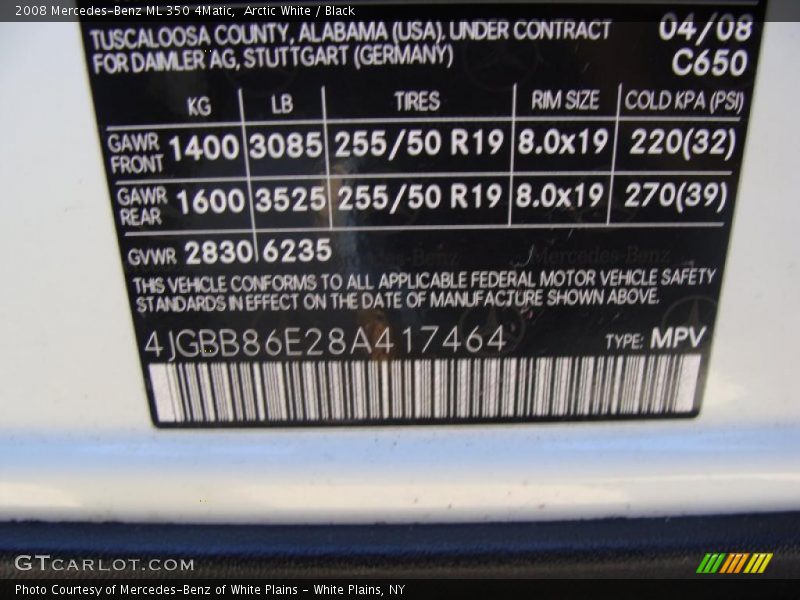 2008 Mercedes-Benz ML 350 4Matic,  Arctic White / Black
TUSCALOOSA COUNTY, ALABAMA (USA), UNDER CONTRACT 04/08
FOR DAIMLER AG, STUTTGART (GERMANY) C650
KG LB TIRES RIM SIZE COLD KPA (PSI)
GAWR FRONT 1400 3085 255/50 R19 8.0x19 220(32)
GAWR REAR 1600 3525 255/50 R19 8.0x19 270(39)
GVWR 2830 6235
THIS VEHICLE CONFORMS TO ALL APPLICABLE FEDERAL MOTOR VEHICLE SAFETY
STANDARDS IN EFFECT ON THE DATE OF MANUFACTURE SHOWN ABOVE.
4JGBB86E28A417464 TYPE: MPV
GTCARLOT.COM
Photo Courtesy of Mercedes-Benz of White Plains - White Plains, NY